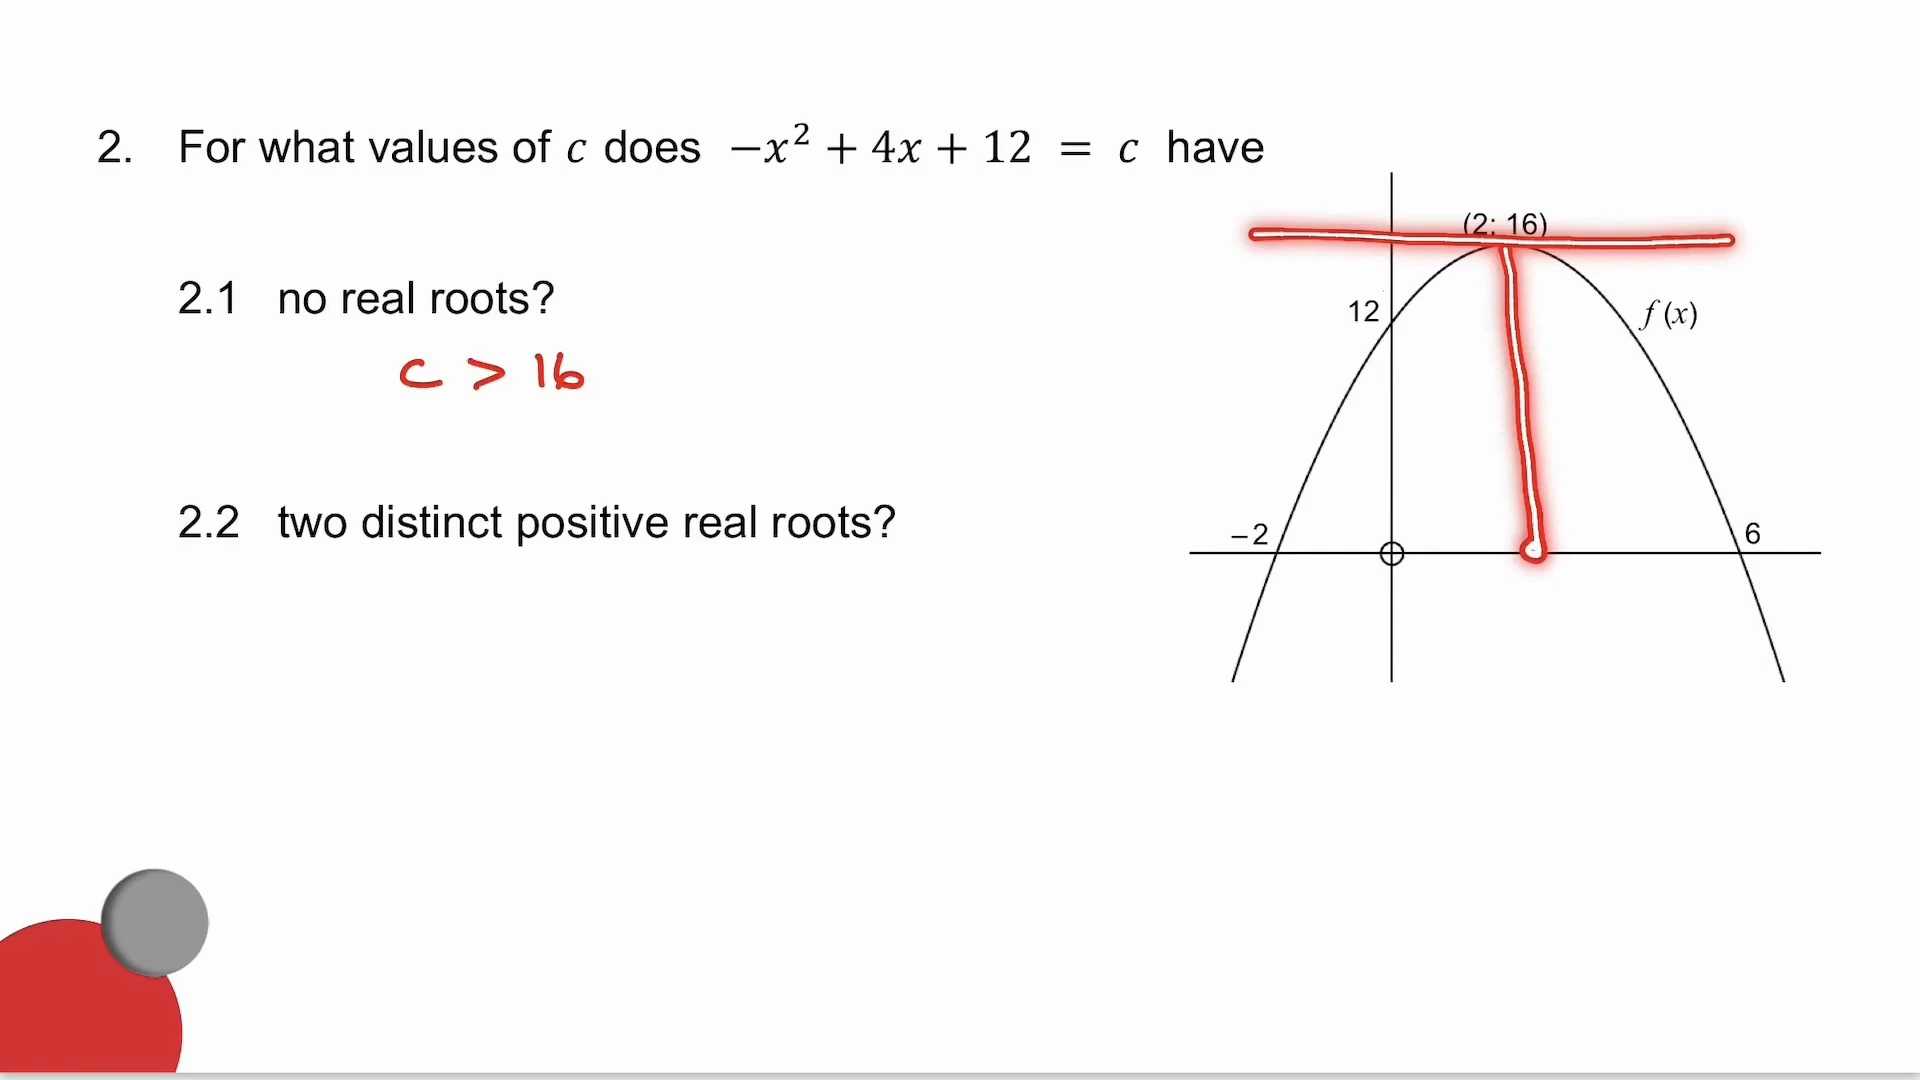 2. For what values of c does −x² + 4x + 12 = c have
2.1 no real roots?
c > 16
2.2 two distinct positive real roots?
(2; 16)
12
f (x)
−2
6